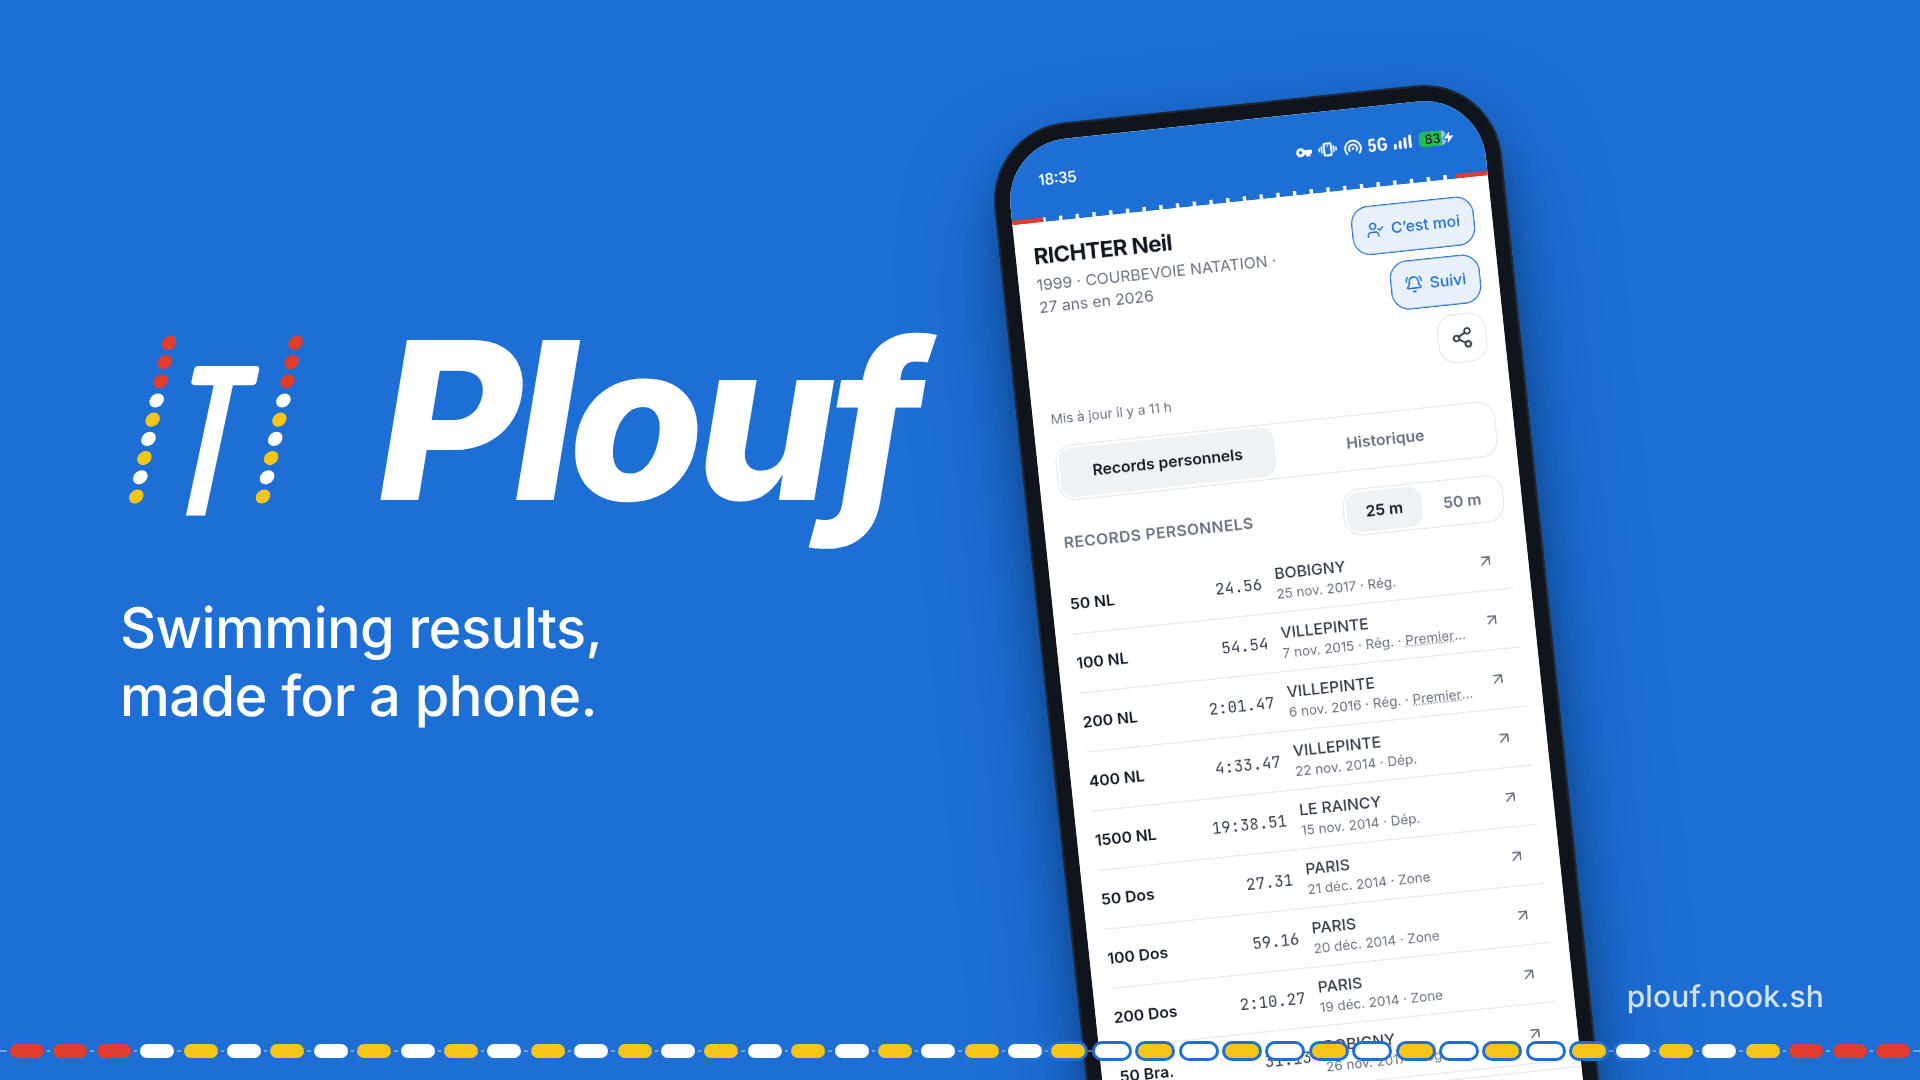 Plouf
Swimming results,
made for a phone.
18:35
5G
83
RICHTER Neil
1999 · COURBEVOIE NATATION ·
27 ans en 2026
C'est moi
Suivi
Mis à jour il y a 11 h
Records personnels
Historique
RECORDS PERSONNELS
25 m
50 m
50 NL 24.56 BOBIGNY
25 nov. 2017 · Rég.
100 NL 54.54 VILLEPINTE
7 nov. 2015 · Rég. · Premier...
200 NL 2:01.47 VILLEPINTE
6 nov. 2016 · Rég. · Premier...
400 NL 4:33.47 VILLEPINTE
22 nov. 2014 · Dép.
1500 NL 19:38.51 LE RAINCY
15 nov. 2014 · Dép.
50 Dos 27.31 PARIS
21 déc. 2014 · Zone
100 Dos 59.16 PARIS
20 déc. 2014 · Zone
200 Dos 2:10.27 PARIS
19 déc. 2014 · Zone
50 Bra. 31.13 BOBIGNY
26 nov. 2017
plouf.nook.sh